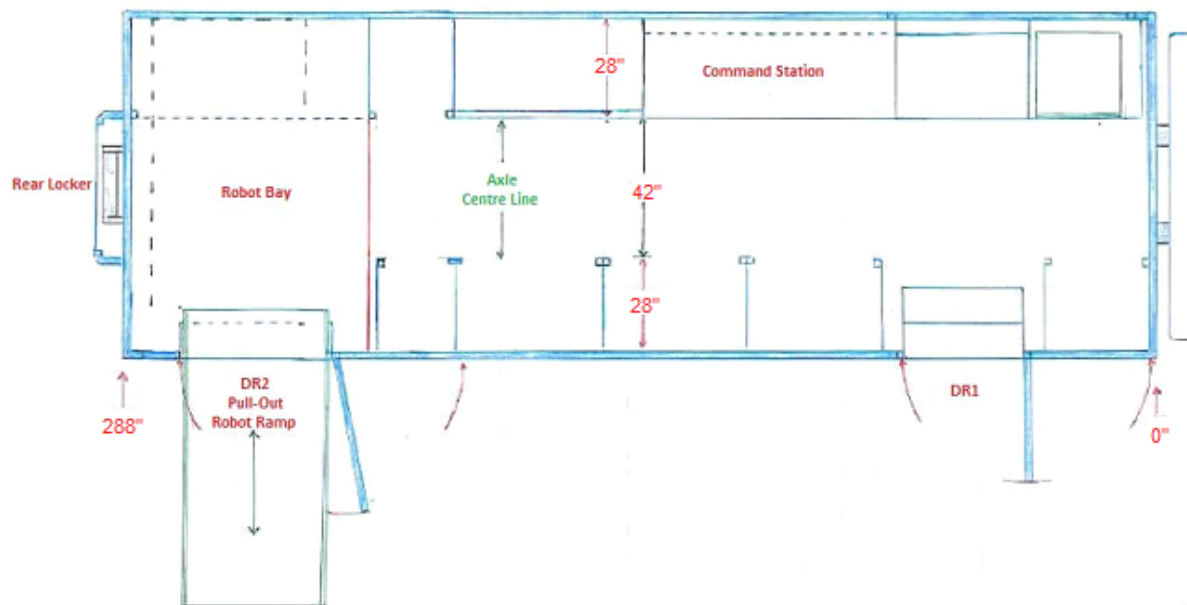 28"
Command Station
Rear Locker
Robot Bay
Axle
Centre Line
42"
28"
DR2
Pull-Out
Robot Ramp
DR1
288"
0"